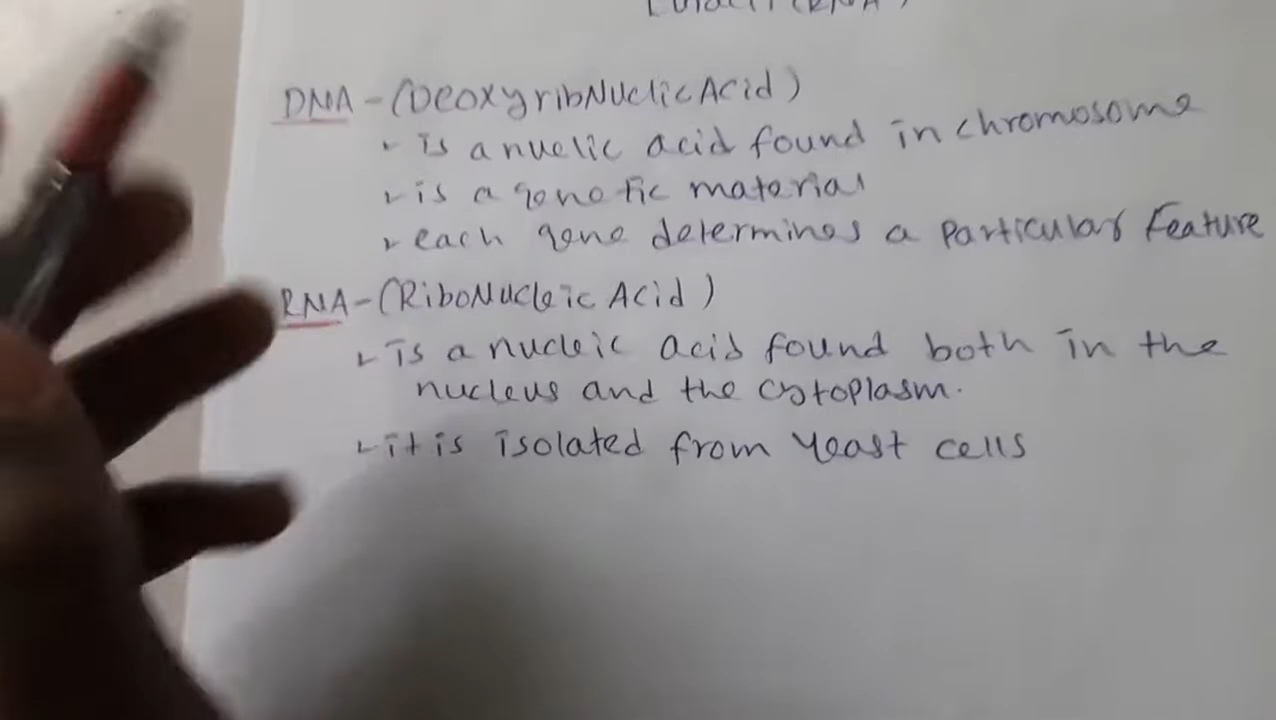 DNA - (DeoxyribNuclicAcid)
- is a nuelic acid found in chromosome
- is a genetic material
- each gene determines a particular Feature
RNA - (RiboNucleic Acid)
- is a nucleic acid found both in the
nucleus and the cytoplasm.
- it is isolated from Yeast cells